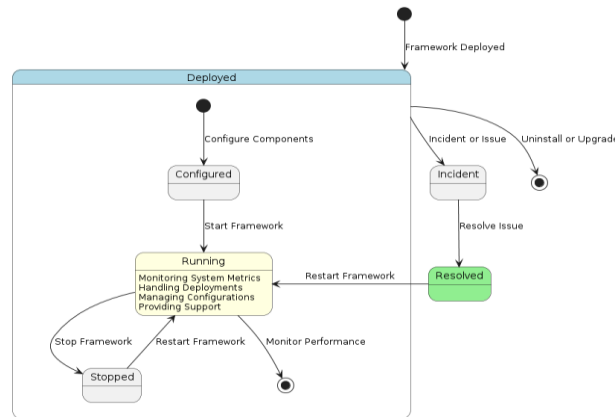 Framework Deployed
Deployed
Configure Components
Incident or Issue
Uninstall or Upgrade
Configured
Incident
Start Framework
Resolve Issue
Running
Monitoring System Metrics
Handling Deployments
Managing Configurations
Providing Support
Restart Framework
Resolved
Stop Framework
Restart Framework
Monitor Performance
Stopped